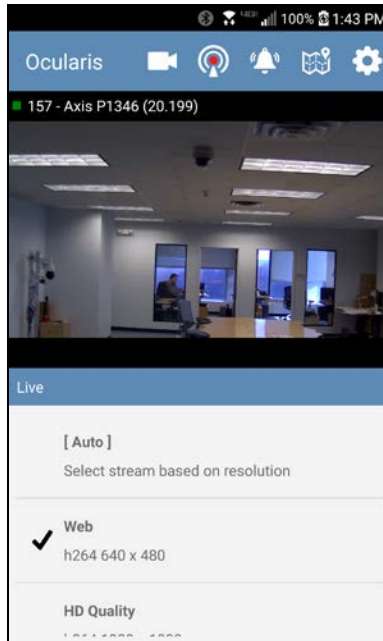 100% 1:43 PM
Ocularis
157 - Axis P1346 (20.199)
Live
[ Auto ]
Select stream based on resolution
Web
h264 640 x 480
HD Quality